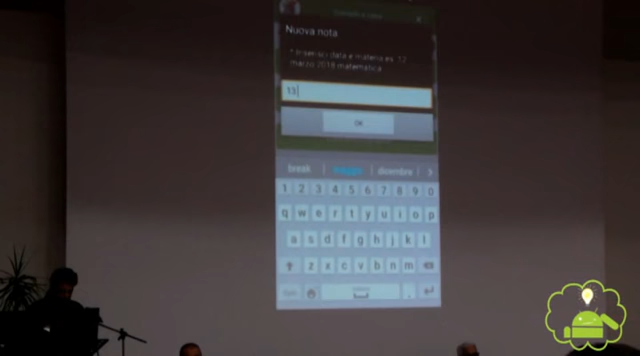 Nuova nota
* Inserisci data e materia es. 12
marzo 2018 matematica
13
OK
break maggio dicembre
1 2 3 4 5 6 7 8 9 0
q w e r t y u i o p
a s d f g h j k l
z x c v b n m